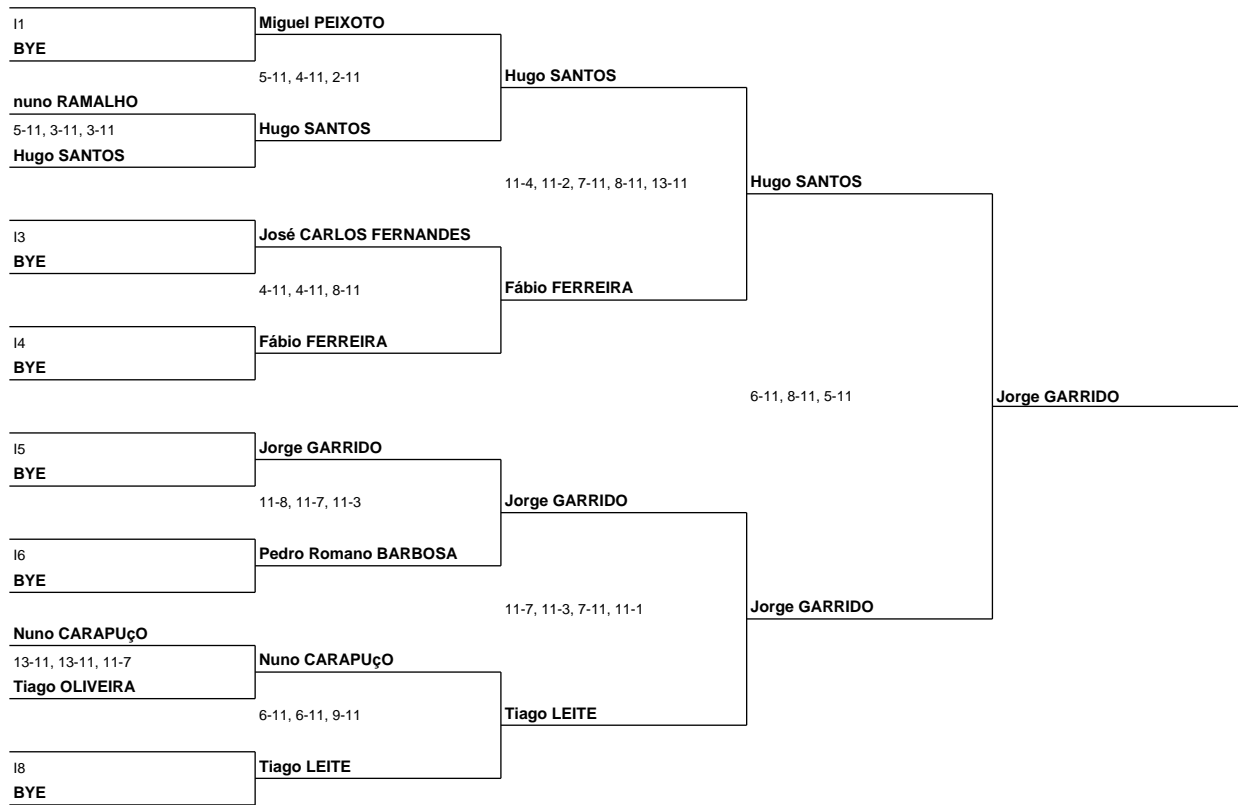 I1
Miguel PEIXOTO
BYE
5-11, 4-11, 2-11
Hugo SANTOS
nuno RAMALHO
5-11, 3-11, 3-11
Hugo SANTOS
Hugo SANTOS
11-4, 11-2, 7-11, 8-11, 13-11
Hugo SANTOS
I3
José CARLOS FERNANDES
BYE
4-11, 4-11, 8-11
Fábio FERREIRA
I4
Fábio FERREIRA
BYE
6-11, 8-11, 5-11
Jorge GARRIDO
I5
Jorge GARRIDO
BYE
11-8, 11-7, 11-3
Jorge GARRIDO
I6
Pedro Romano BARBOSA
BYE
11-7, 11-3, 7-11, 11-1
Jorge GARRIDO
Nuno CARAPUçO
13-11, 13-11, 11-7
Nuno CARAPUçO
Tiago OLIVEIRA
6-11, 6-11, 9-11
Tiago LEITE
I8
Tiago LEITE
BYE